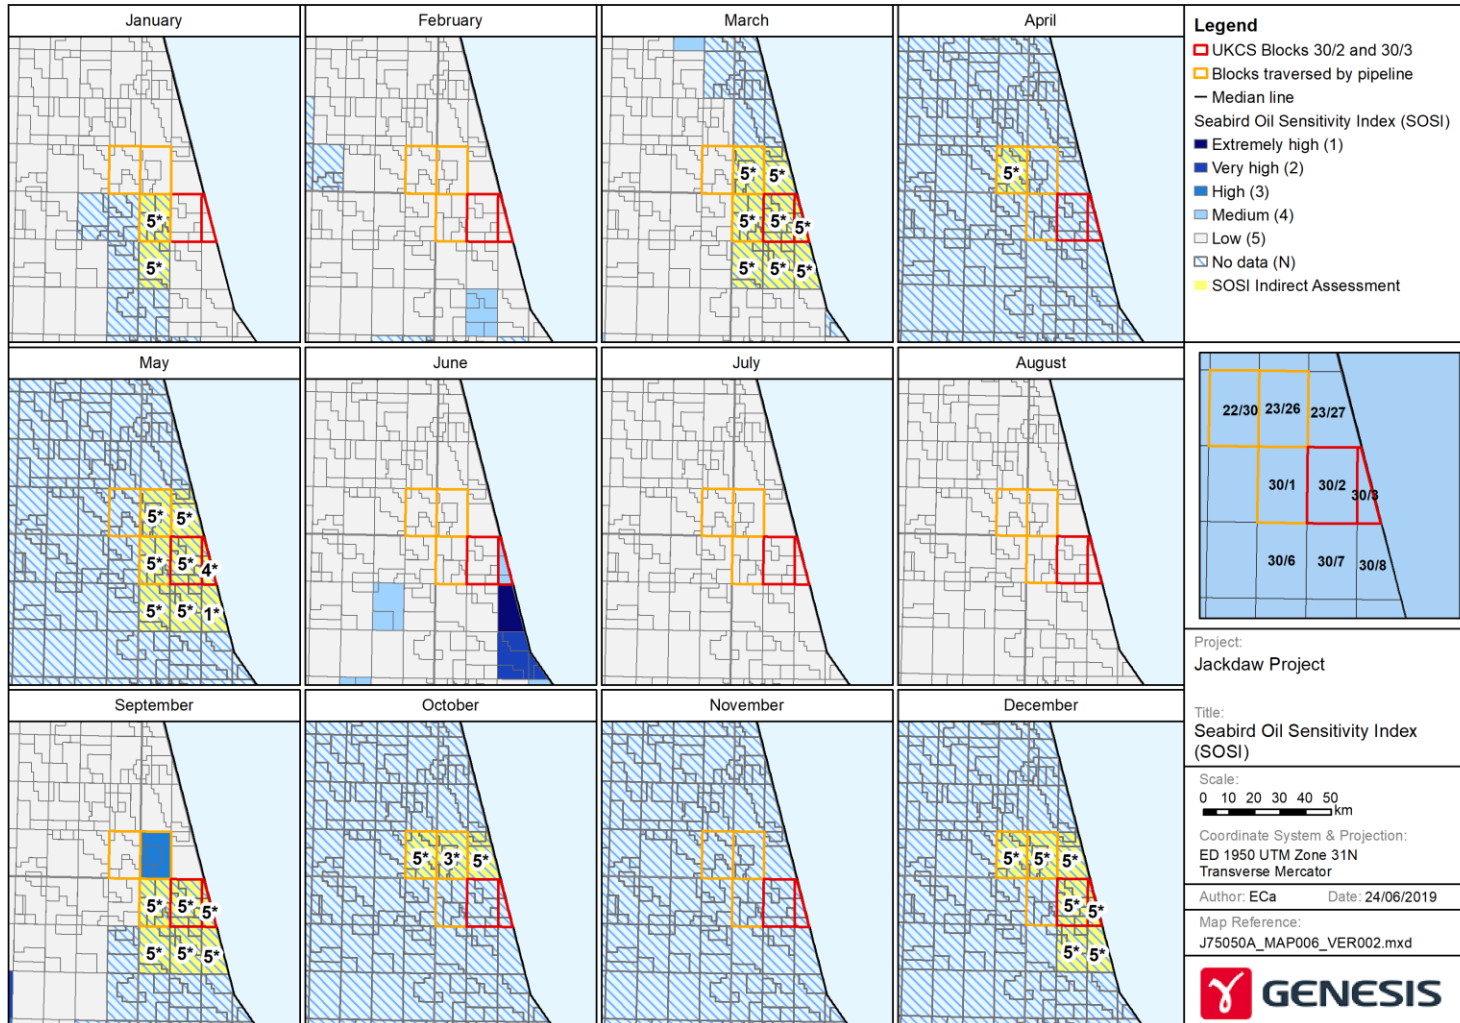 January
February
March
April
5*
5*
5* 5*
5* 5* 5*
5* 5* 5*
5*
Legend
UKCS Blocks 30/2 and 30/3
Blocks traversed by pipeline
Median line
Seabird Oil Sensitivity Index (SOSI)
Extremely high (1)
Very high (2)
High (3)
Medium (4)
Low (5)
No data (N)
SOSI Indirect Assessment
May
June
July
August
5* 5*
5* 5* 4*
5* 5* 1*
22/30 23/26 23/27
30/1 30/2 30/3
30/6 30/7 30/8
September
October
November
December
5* 5* 5*
5* 5* 5*
5* 3* 5*
5* 5* 5*
5* 5*
5* 5*
Project:
Jackdaw Project
Title:
Seabird Oil Sensitivity Index
(SOSI)
Scale:
0 10 20 30 40 50
km
Coordinate System & Projection:
ED 1950 UTM Zone 31N
Transverse Mercator
Author: ECa Date: 24/06/2019
Map Reference:
J75050A_MAP006_VER002.mxd
GENESIS